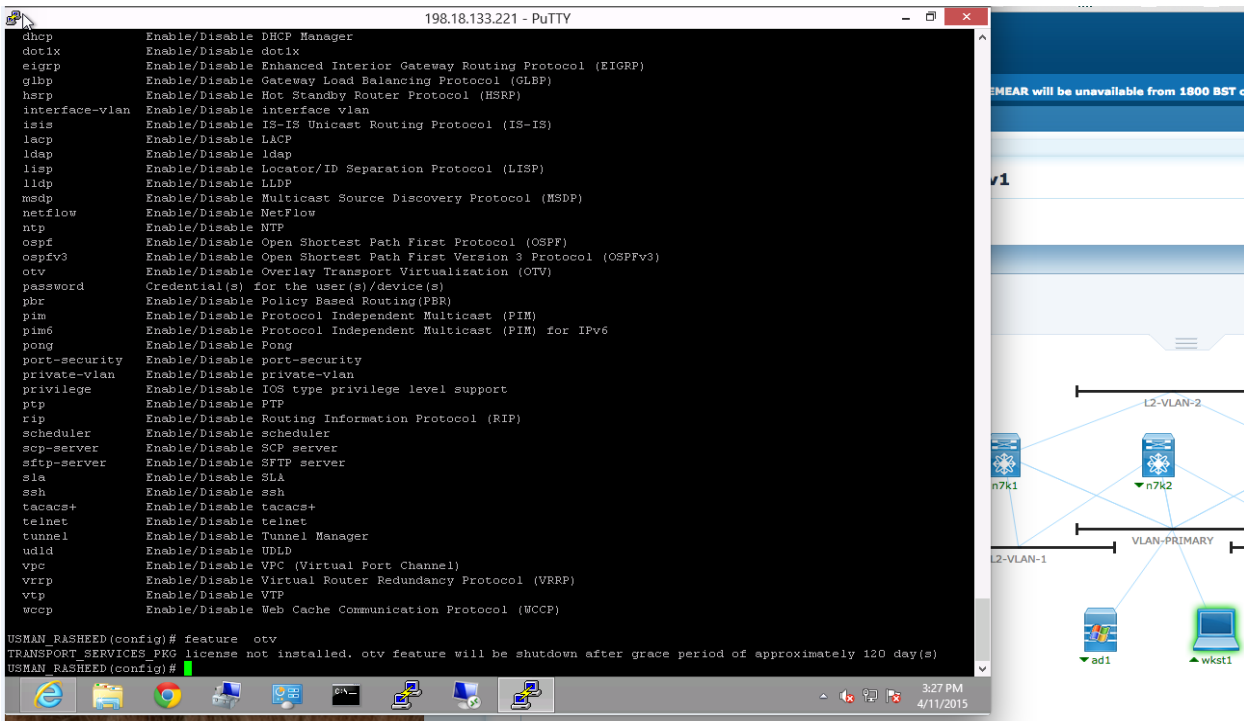 198.18.133.221 - PuTTY
dhcp Enable/Disable DHCP Manager
dot1x Enable/Disable dot1x
eigrp Enable/Disable Enhanced Interior Gateway Routing Protocol (EIGRP)
glbp Enable/Disable Gateway Load Balancing Protocol (GLBP)
hsrp Enable/Disable Hot Standby Router Protocol (HSRP)
interface-vlan Enable/Disable interface vlan
isis Enable/Disable IS-IS Unicast Routing Protocol (IS-IS)
lacp Enable/Disable LACP
ldap Enable/Disable ldap
lisp Enable/Disable Locator/ID Separation Protocol (LISP)
lldp Enable/Disable LLDP
msdp Enable/Disable Multicast Source Discovery Protocol (MSDP)
netflow Enable/Disable NetFlow
ntp Enable/Disable NTP
ospf Enable/Disable Open Shortest Path First Protocol (OSPF)
ospfv3 Enable/Disable Open Shortest Path First Version 3 Protocol (OSPFv3)
otv Enable/Disable Overlay Transport Virtualization (OTV)
password Credential(s) for the user(s)/device(s)
pbr Enable/Disable Policy Based Routing(PBR)
pim Enable/Disable Protocol Independent Multicast (PIM)
pim6 Enable/Disable Protocol Independent Multicast (PIM) for IPv6
pong Enable/Disable Pong
port-security Enable/Disable port-security
private-vlan Enable/Disable private-vlan
privilege Enable/Disable IOS type privilege level support
ptp Enable/Disable PTP
rip Enable/Disable Routing Information Protocol (RIP)
scheduler Enable/Disable scheduler
scp-server Enable/Disable SCP server
sftp-server Enable/Disable SFTP server
sla Enable/Disable SLA
ssh Enable/Disable ssh
tacacs+ Enable/Disable tacacs+
telnet Enable/Disable telnet
tunnel Enable/Disable Tunnel Manager
udld Enable/Disable UDLD
vpc Enable/Disable VPC (Virtual Port Channel)
vrrp Enable/Disable Virtual Router Redundancy Protocol (VRRP)
vtp Enable/Disable VTP
wccp Enable/Disable Web Cache Communication Protocol (WCCP)
USMAN_RASHEED(config)# feature  otv
TRANSPORT_SERVICES_PKG license not installed. otv feature will be shutdown after grace period of approximately 120 day(s)
USMAN_RASHEED(config)#
3:27 PM
4/11/2015
EMEAR will be unavailable from 1800 BST
v1
L2-VLAN-2
n7k1
n7k2
VLAN-PRIMARY
L2-VLAN-1
ad1
wkst1